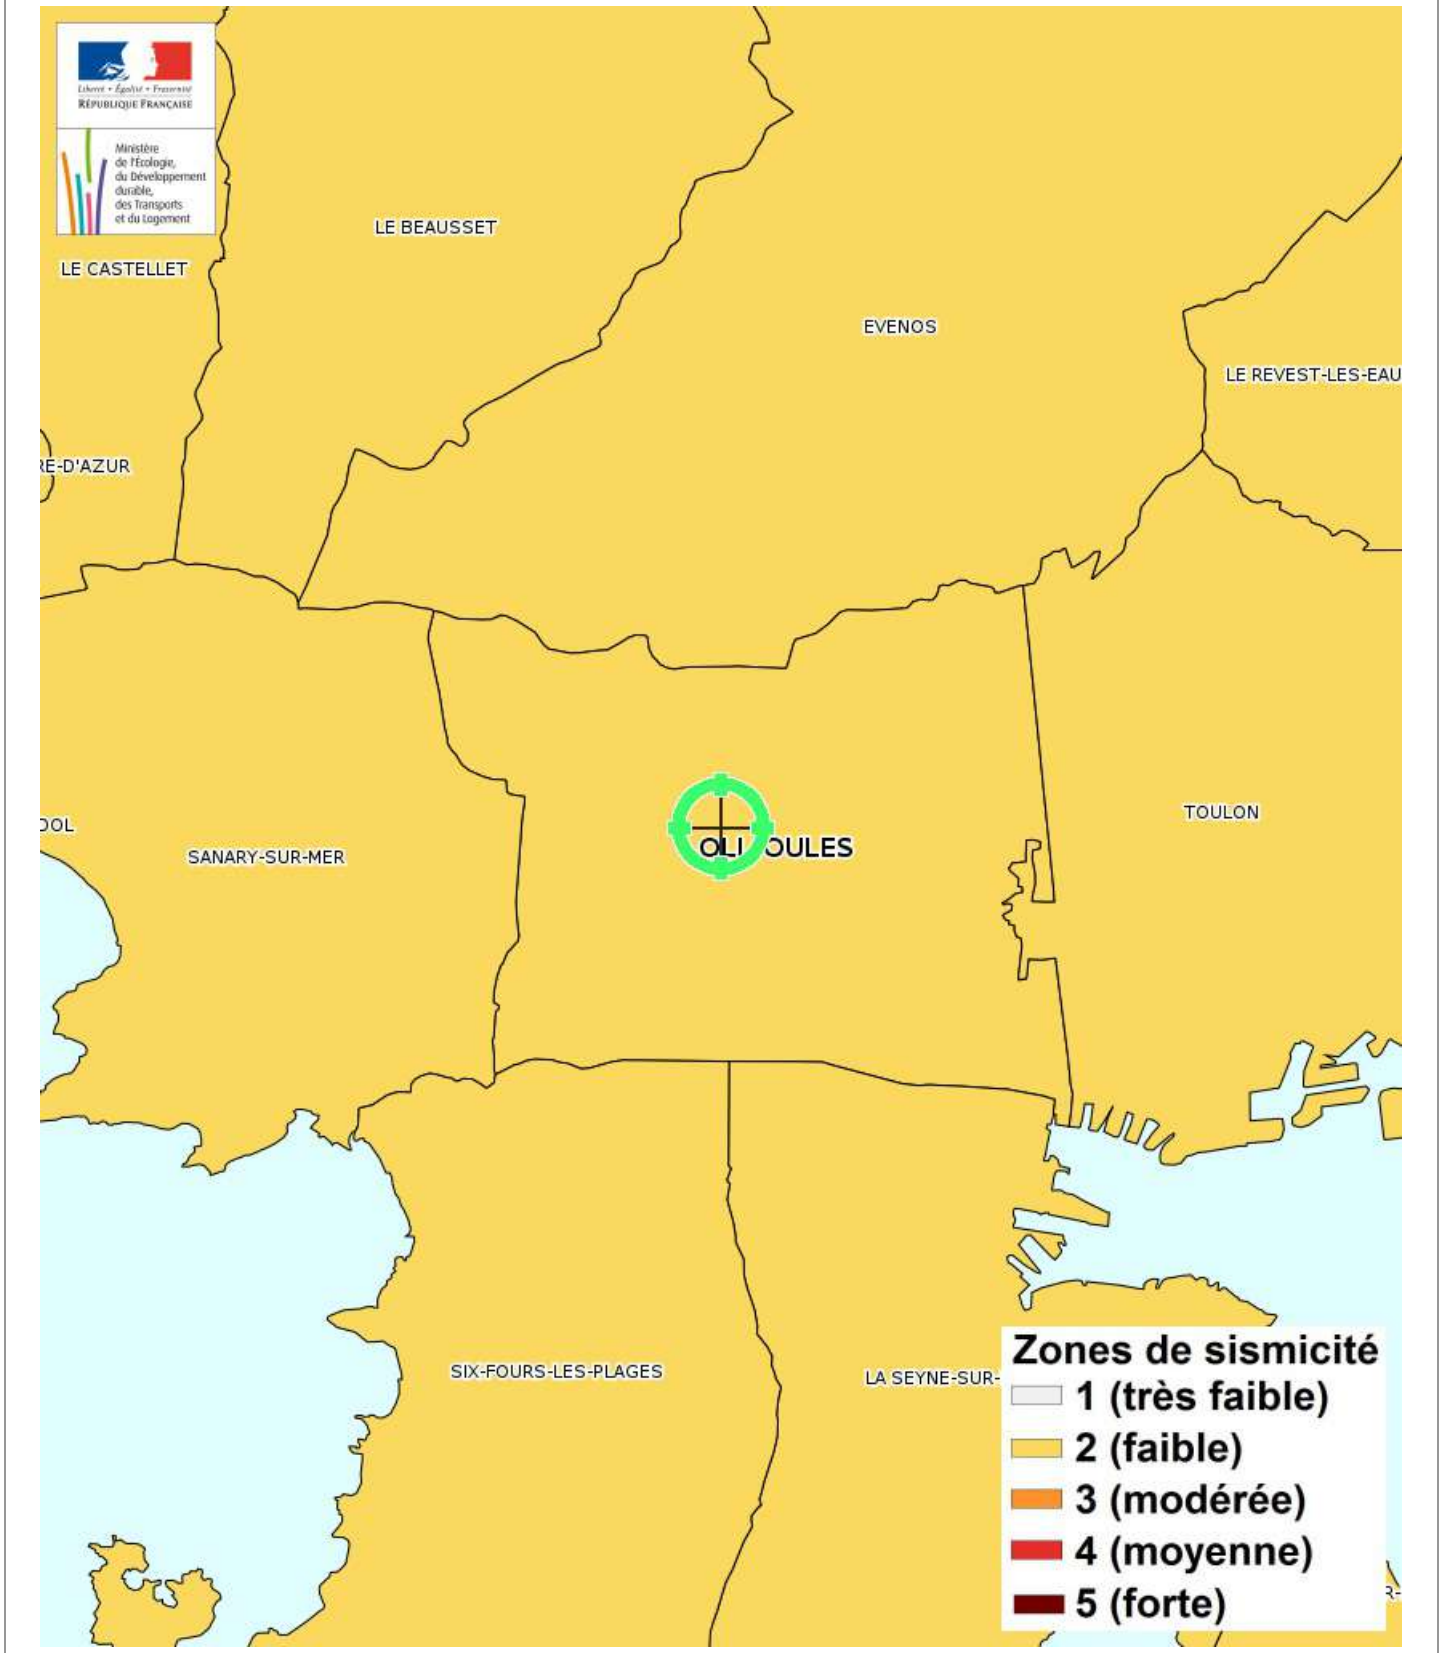 Liberté • Égalité • Fraternité
RÉPUBLIQUE FRANÇAISE
Ministère
de l'Écologie,
du Développement
durable,
des Transports
et du Logement
LE BEAUSSET
LE CASTELLET
EVENOS
LE REVEST-LES-EAU
RE-D'AZUR
TOULON
OOL
OLI OULES
SANARY-SUR-MER
SIX-FOURS-LES-PLAGES
LA SEYNE-SUR-
Zones de sismicité
1 (très faible)
2 (faible)
3 (modérée)
4 (moyenne)
5 (forte)
R-